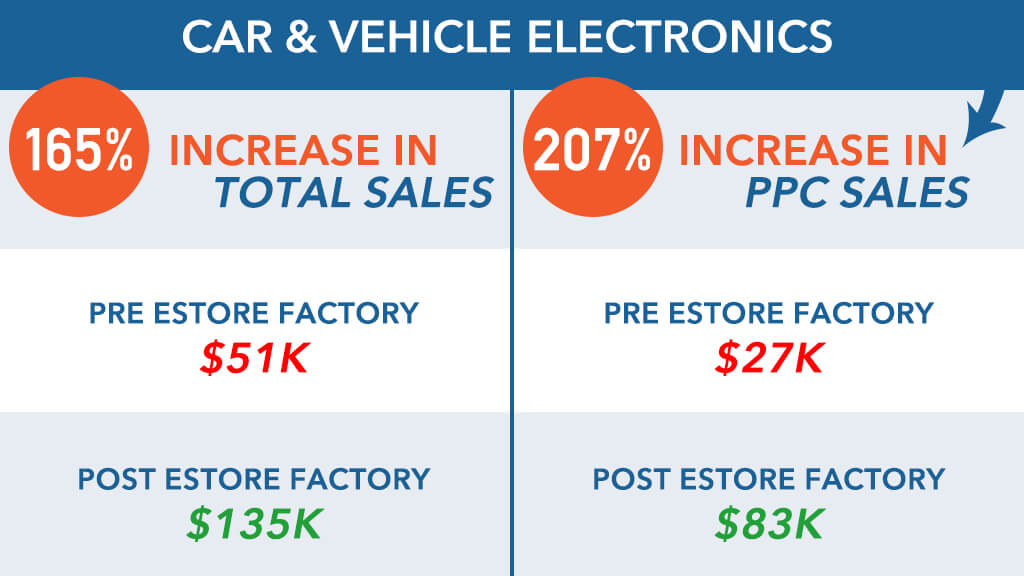 CAR & VEHICLE ELECTRONICS
165%
INCREASE IN
TOTAL SALES
PRE ESTORE FACTORY
$51K
POST ESTORE FACTORY
$135K
207%
INCREASE IN
PPC SALES
PRE ESTORE FACTORY
$27K
POST ESTORE FACTORY
$83K